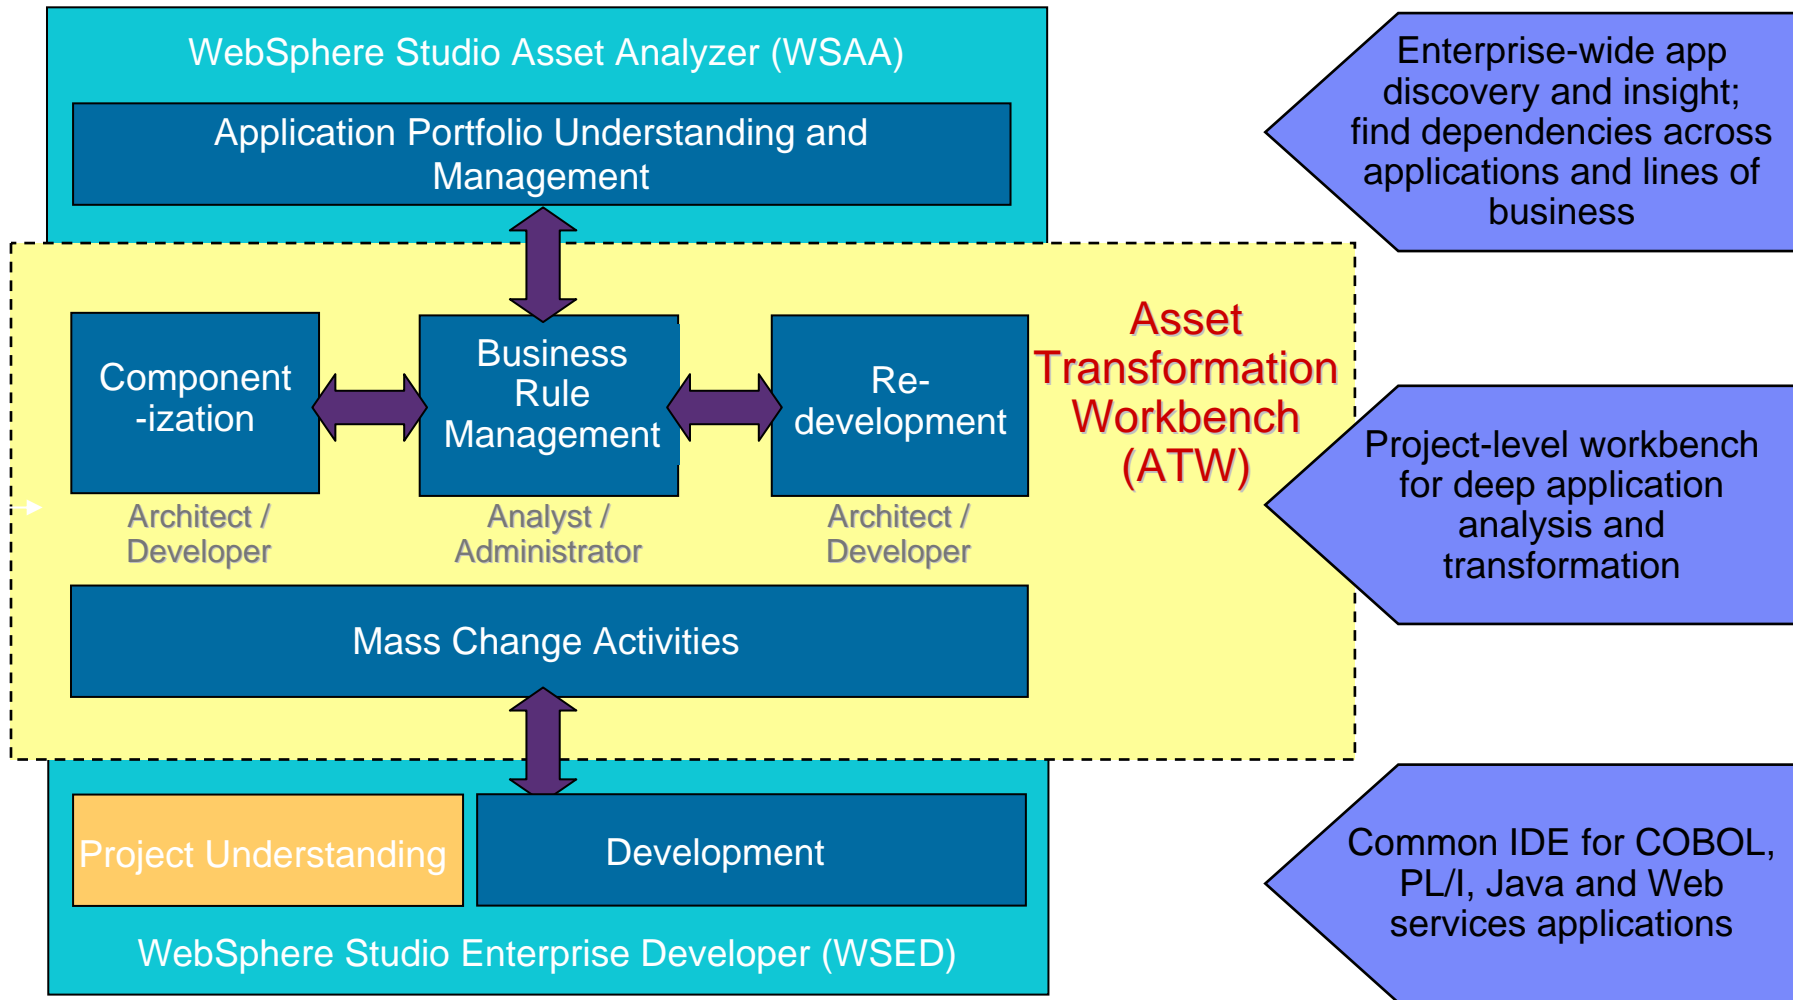 WebSphere Studio Asset Analyzer (WSAA)
Application Portfolio Understanding and
Management
Enterprise-wide app
discovery and insight;
find dependencies across
applications and lines of
business
Component
-ization
Business
Rule
Management
Re-
development
Asset
Transformation
Workbench
(ATW)
Architect /
Developer
Analyst /
Administrator
Architect /
Developer
Project-level workbench
for deep application
analysis and
transformation
Mass Change Activities
Project Understanding
Development
WebSphere Studio Enterprise Developer (WSED)
Common IDE for COBOL,
PL/I, Java and Web
services applications